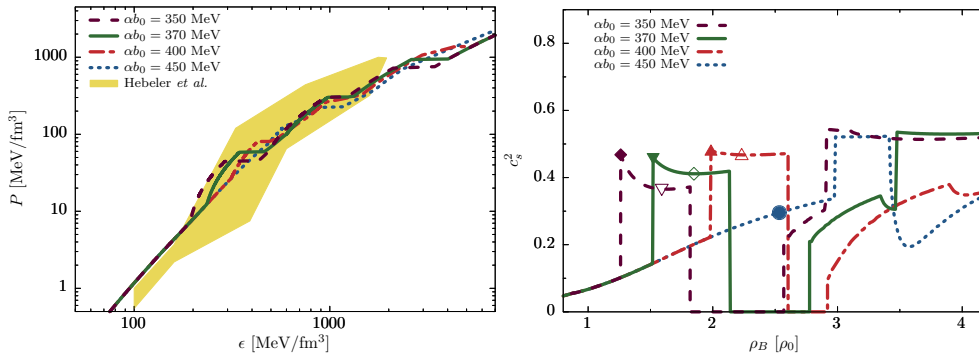 αb₀ = 350 MeV
αb₀ = 370 MeV
αb₀ = 400 MeV
αb₀ = 450 MeV
Hebeler et al.
P [MeV/fm³]
1000
100
10
1
100
1000
ϵ [MeV/fm³]
αb₀ = 350 MeV
αb₀ = 370 MeV
αb₀ = 400 MeV
αb₀ = 450 MeV
c²ₛ
0.8
0.6
0.4
0.2
0
1
2
3
4
ρB [ρ₀]